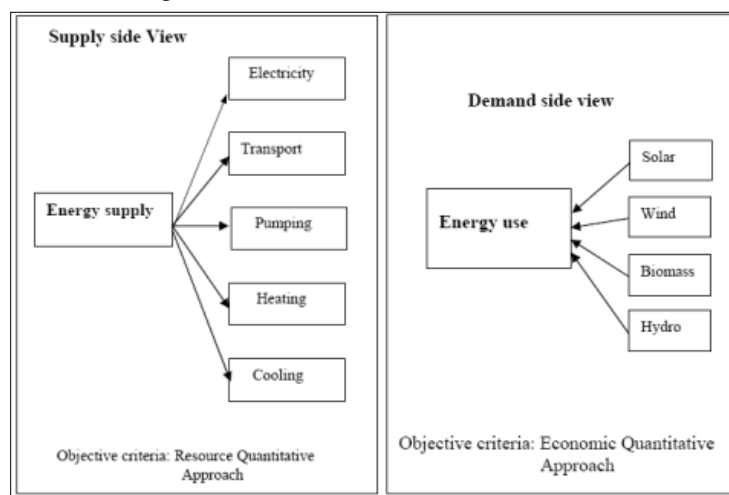 Supply side View
Electricity
Transport
Energy supply
Pumping
Heating
Cooling
Objective criteria: Resource Quantitative
Approach
Demand side view
Solar
Wind
Energy use
Biomass
Hydro
Objective criteria: Economic Quantitative
Approach